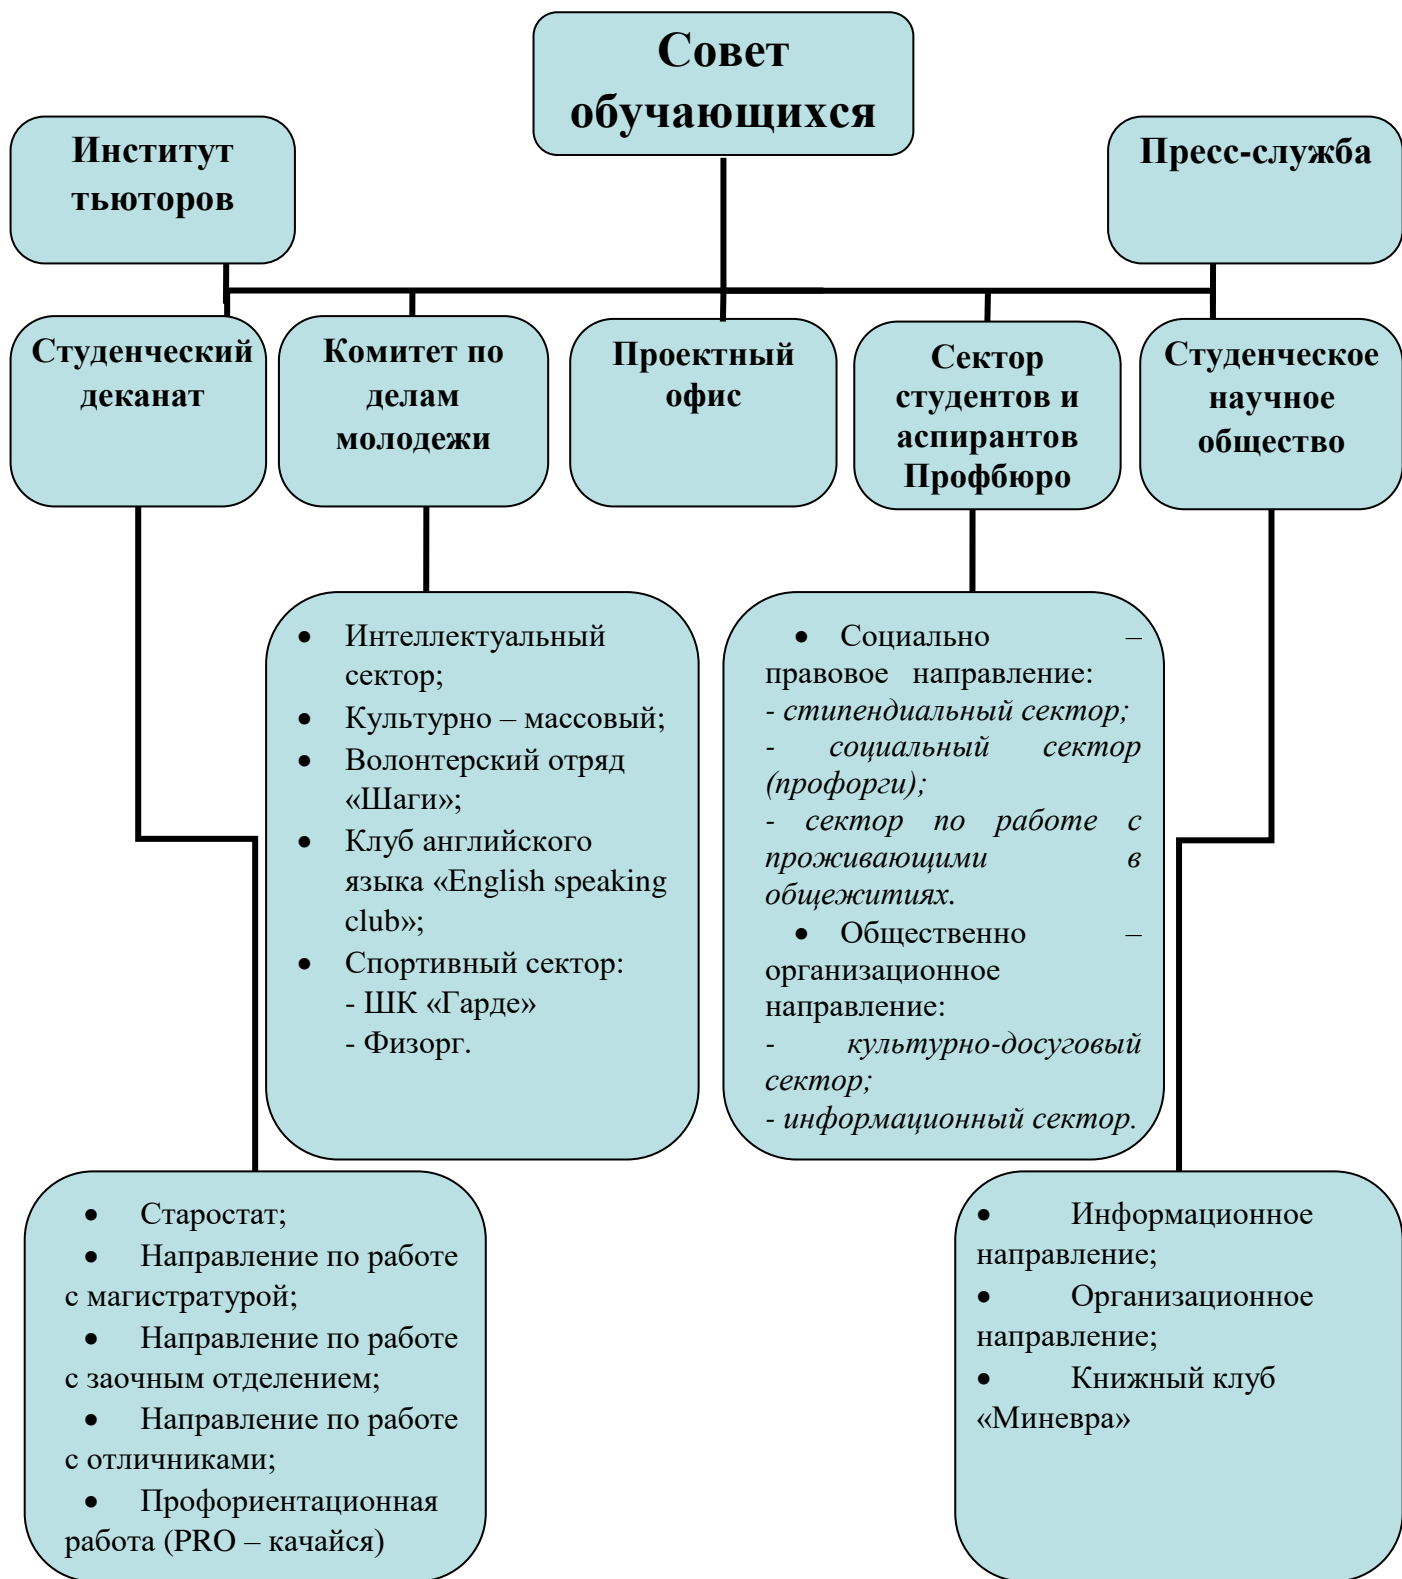 Совет
обучающихся
Институт
тьюторов
Пресс-служба
Студенческий
деканат
Комитет по
делам
молодежи
Проектный
офис
Сектор
студентов и
аспирантов
Профбюро
Студенческое
научное
общество
• Интеллектуальный
сектор;
• Культурно – массовый;
• Волонтерский отряд
«Шаги»;
• Клуб английского
языка «English speaking
club»;
• Спортивный сектор:
- ШК «Гарде»
- Физорг.
• Социально –
правовое направление:
- стипендиальный сектор;
- социальный сектор
(профорги);
- сектор по работе с
проживающими в
общежитиях.
• Общественно –
организационное
направление:
- культурно-досуговый
сектор;
- информационный сектор.
• Старостат;
• Направление по работе
с магистратурой;
• Направление по работе
с заочным отделением;
• Направление по работе
с отличниками;
• Профориентационная
работа (PRO – качайся)
• Информационное
направление;
• Организационное
направление;
• Книжный клуб
«Миневра»